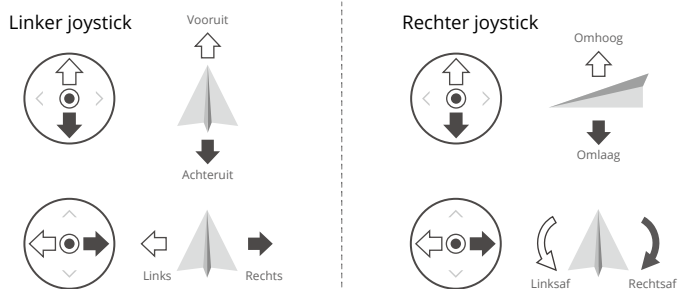 Linker joystick
Vooruit
Achteruit
Links
Rechts
Rechter joystick
Omhoog
Omlaag
Linksaf
Rechtsaf